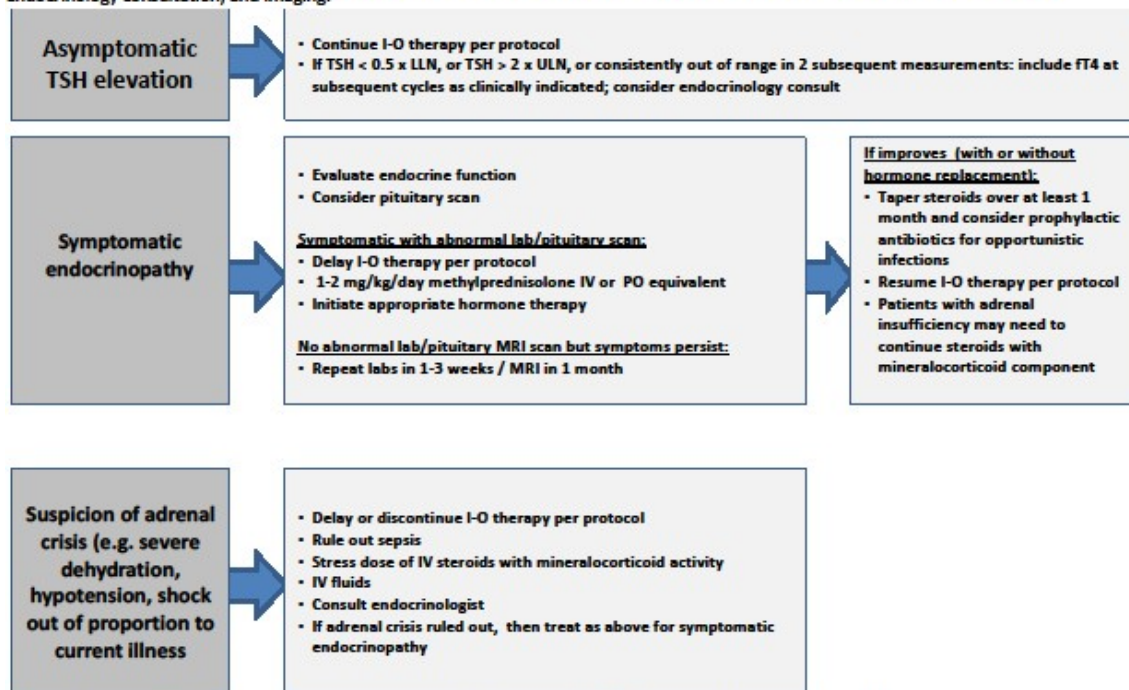 Asymptomatic
TSH elevation
• Continue I-O therapy per protocol
• If TSH < 0.5 x LLN, or TSH > 2 x ULN, or consistently out of range in 2 subsequent measurements: include fT4 at
subsequent cycles as clinically indicated; consider endocrinology consult
Symptomatic
endocrinopathy
• Evaluate endocrine function
• Consider pituitary scan
Symptomatic with abnormal lab/pituitary scan:
• Delay I-O therapy per protocol
• 1-2 mg/kg/day methylprednisolone IV or PO equivalent
• Initiate appropriate hormone therapy
No abnormal lab/pituitary MRI scan but symptoms persist:
• Repeat labs in 1-3 weeks / MRI in 1 month
If improves (with or without
hormone replacement):
• Taper steroids over at least 1
month and consider prophylactic
antibiotics for opportunistic
infections
• Resume I-O therapy per protocol
• Patients with adrenal
insufficiency may need to
continue steroids with
mineralocorticoid component
Suspicion of adrenal
crisis (e.g. severe
dehydration,
hypotension, shock
out of proportion to
current illness
• Delay or discontinue I-O therapy per protocol
• Rule out sepsis
• Stress dose of IV steroids with mineralocorticoid activity
• IV fluids
• Consult endocrinologist
• If adrenal crisis ruled out, then treat as above for symptomatic
endocrinopathy